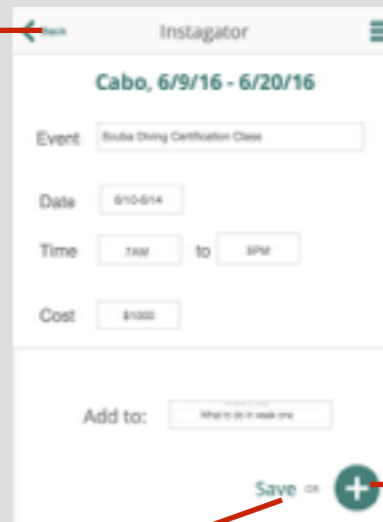 Back Instagator
Cabo, 6/9/16 - 6/20/16
Event Scuba Diving Certification Class
Date 6/10-6/14
Time 7AM to 5PM
Cost $1000
Add to: What to do in week one
Save OR +